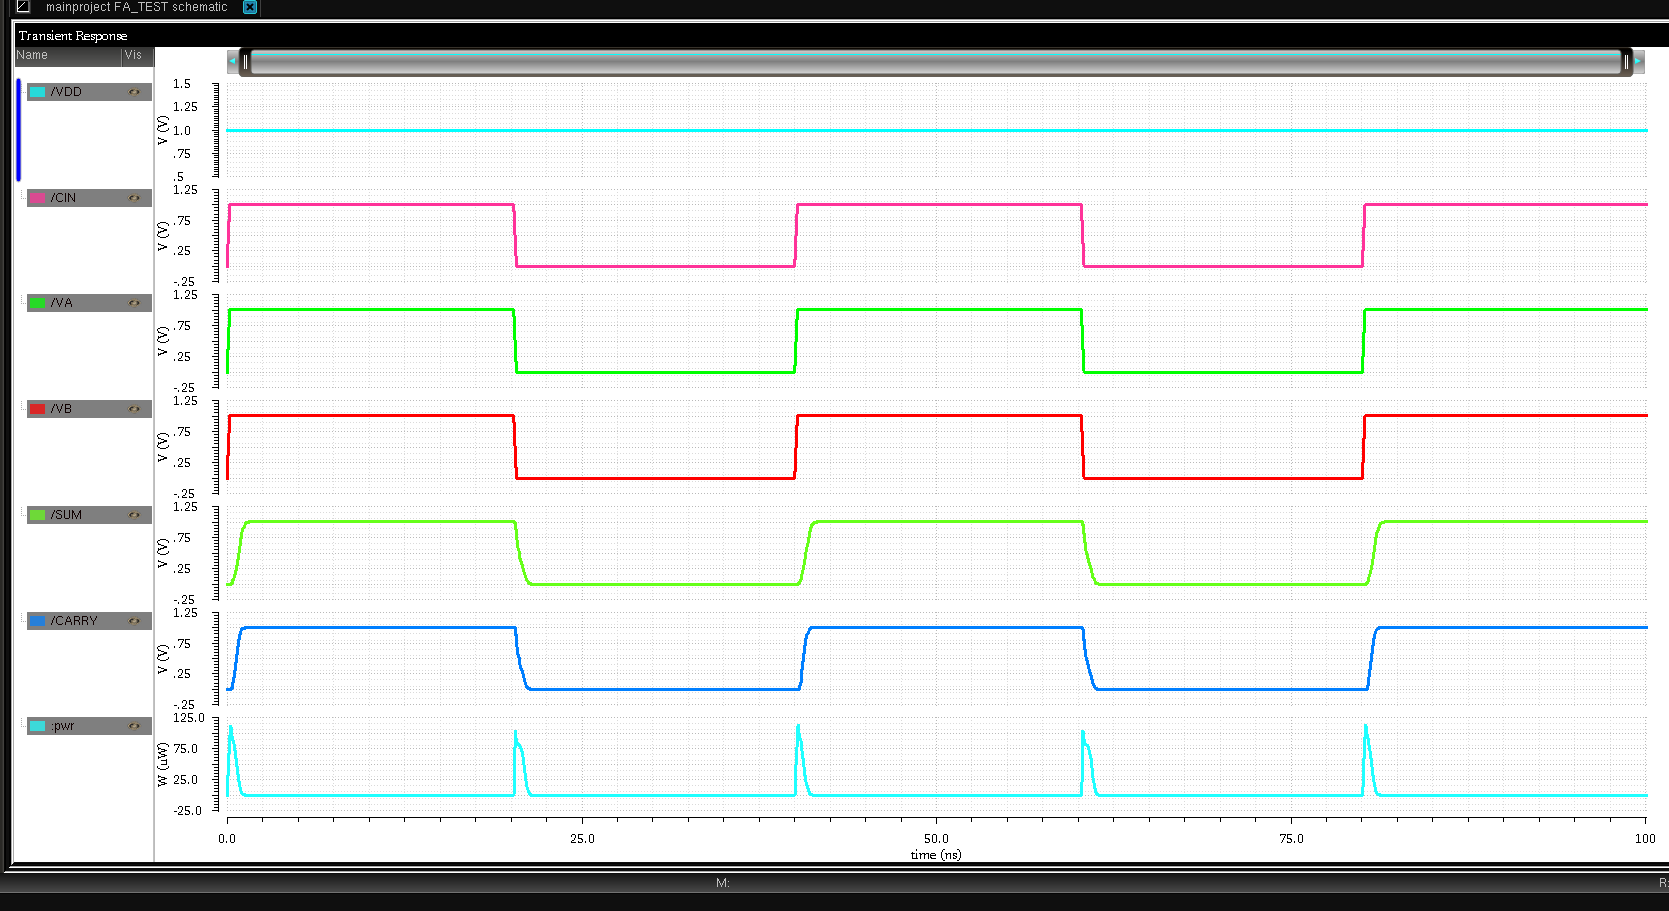 mainproject FA_TEST schematic
Transient Response
Name Vis
/VDD
1.5
1.25
1.0
.75
.5
V (V)
/CIN
1.25
.75
.25
-.25
V (V)
/VA
1.25
.75
.25
-.25
V (V)
/VB
1.25
.75
.25
-.25
V (V)
/SUM
1.25
.75
.25
-.25
V (V)
/CARRY
1.25
.75
.25
-.25
V (V)
:pwr
125.0
75.0
25.0
-25.0
W (uW)
0.0 25.0 50.0 75.0 100
time (ns)
M: R: